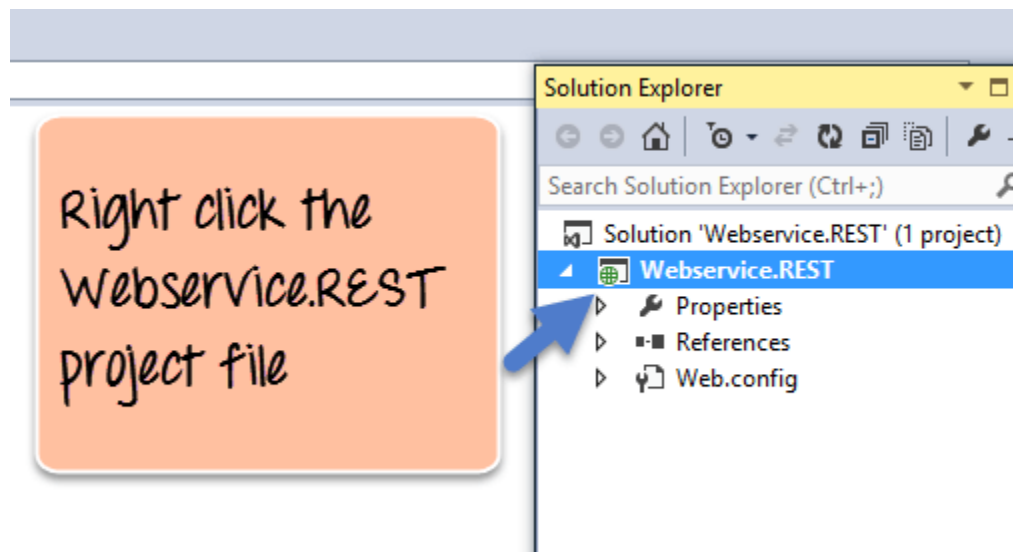 Solution Explorer
Search Solution Explorer (Ctrl+;)
Right click the
Webservice.REST
project file
Solution 'Webservice.REST' (1 project)
Webservice.REST
Properties
References
Web.config